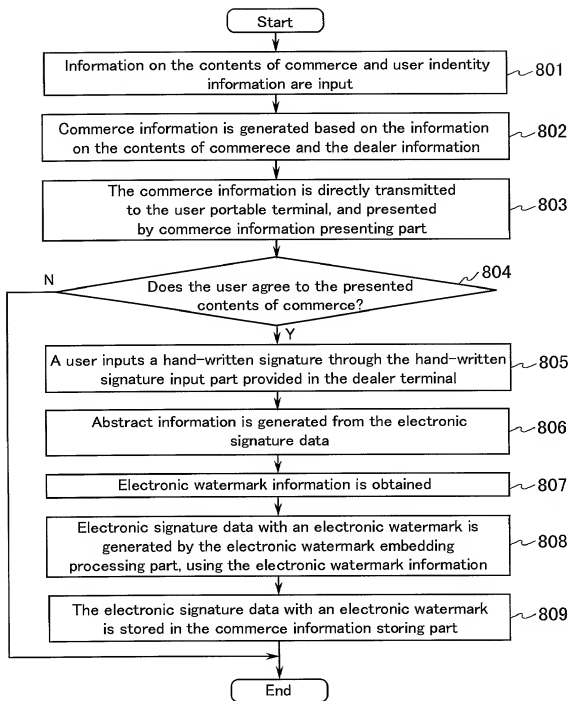 Start
Information on the contents of commerce and user indentity
information are input
801
Commerce information is generated based on the information
on the contents of commerece and the dealer information
802
The commerce information is directly transmitted
to the user portable terminal, and presented
by commerce information presenting part
803
N
804
Does the user agree to the presented
contents of commerce?
Y
A user inputs a hand-written signature through the hand-written
signature input part provided in the dealer terminal
805
Abstract information is generated from the electronic
signature data
806
Electronic watermark information is obtained
807
Electronic signature data with an electronic watermark is
generated by the electronic watermark embedding
processing part, using the electronic watermark information
808
The electronic signature data with an electronic watermark
is stored in the commerce information storing part
809
End